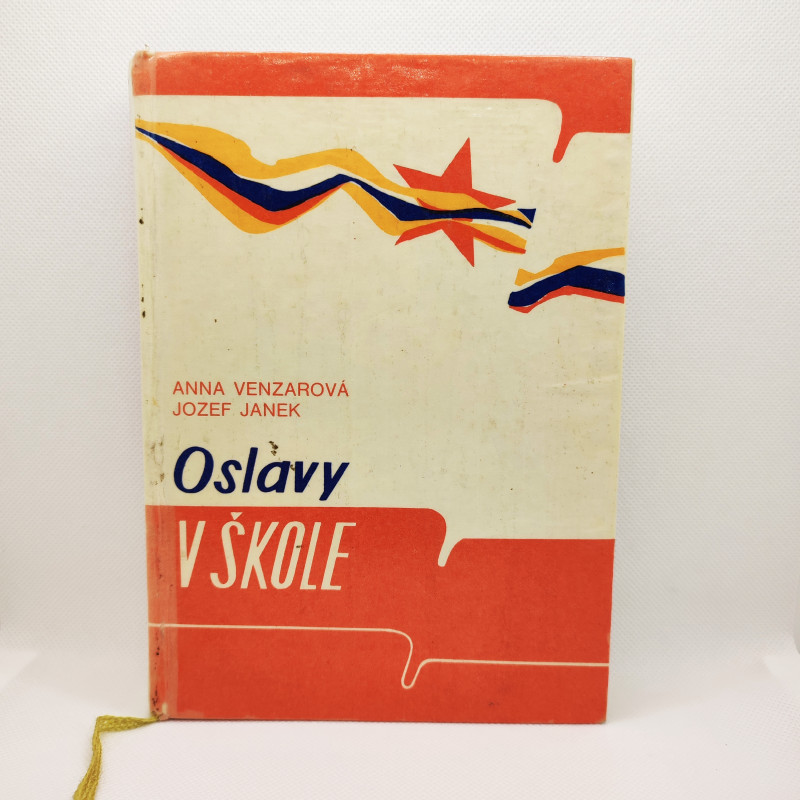 ANNA VENZAROVÁ
JOZEF JANEK
Oslavy
V ŠKOLE